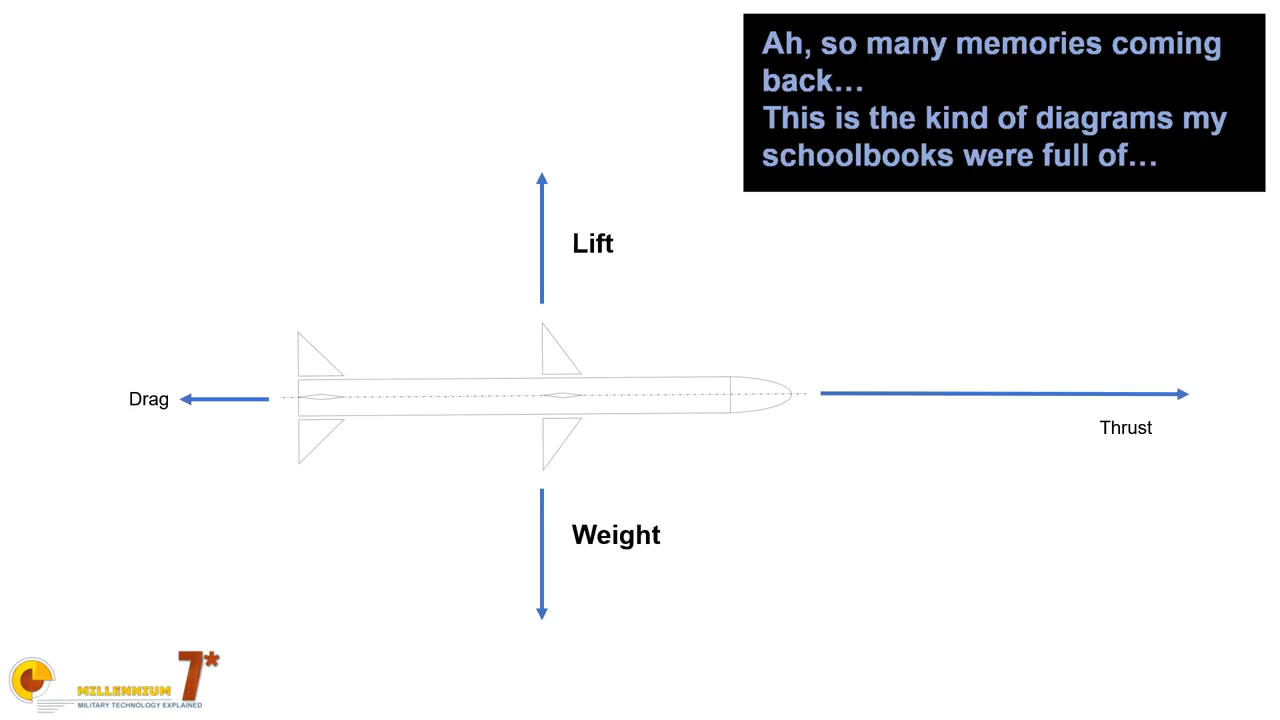 Ah, so many memories coming
back…
This is the kind of diagrams my
schoolbooks were full of…
Lift
Drag
Thrust
Weight
MILLENNIUM 7*
MILITARY TECHNOLOGY EXPLAINED